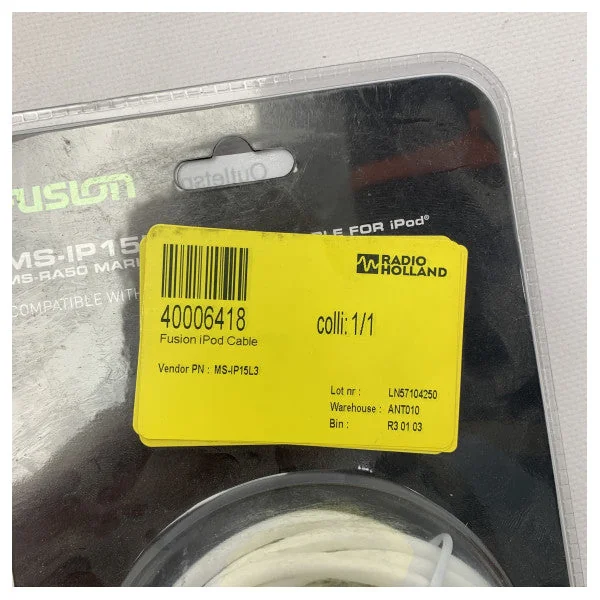 Outletsp
FUSION
MS-IP15
LE FOR iPod®
MS-RA50 MARI
COMPATIBLE WITH
RADIO
HOLLAND
40006418
Fusion iPod Cable
colli: 1/1
Vendor PN : MS-IP15L3
Lot nr : LN57104250
Warehouse : ANT010
Bin : R3 01 03